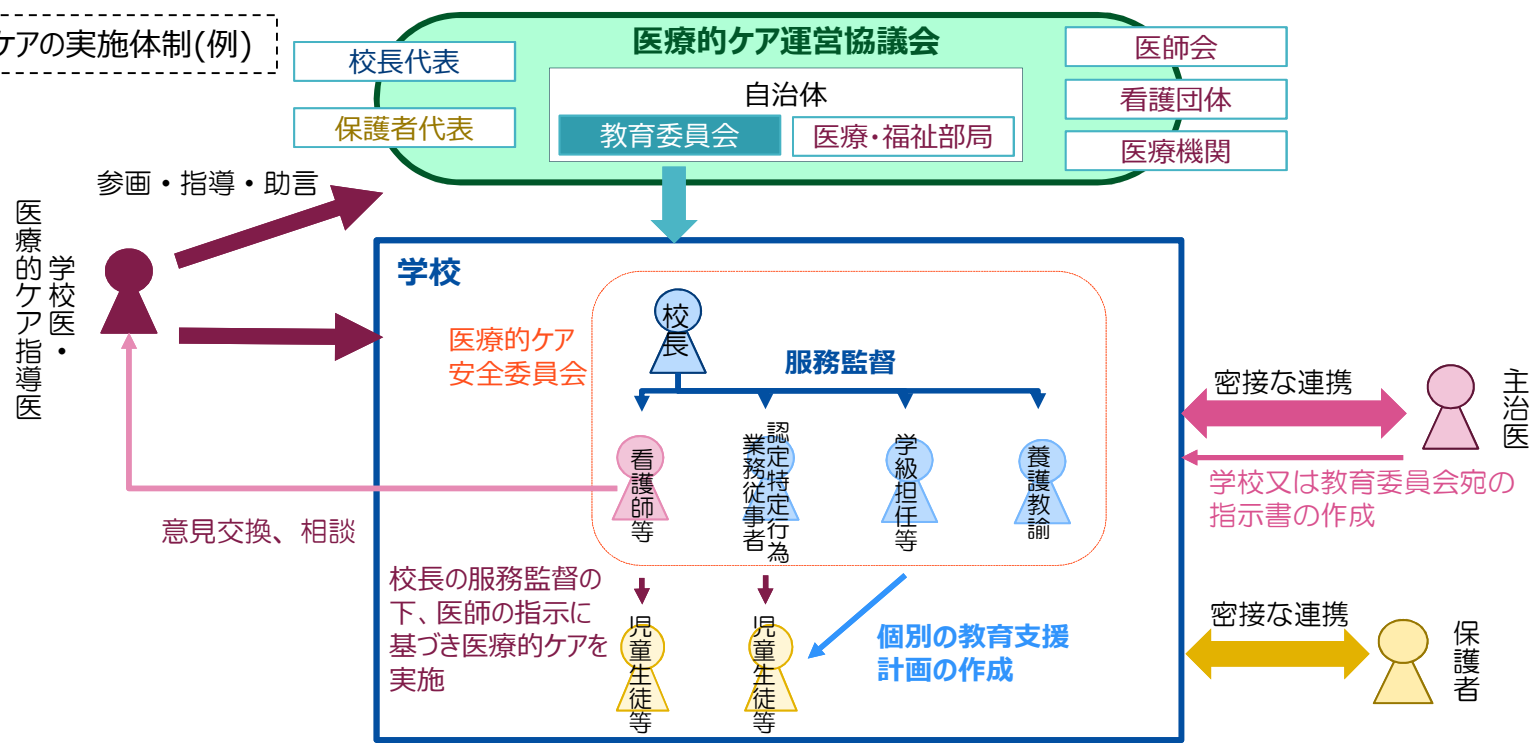 ケアの実施体制(例)
医療的ケア運営協議会
校長代表
保護者代表
自治体
教育委員会
医療・福祉部局
医師会
看護団体
医療機関
参画・指導・助言
学校医・
医療的ケア指導医
学校
医療的ケア
安全委員会
校長
服務監督
看護師等
認定特定行為
業務従事者
学級担任等
養護教諭
意見交換、相談
校長の服務監督の
下、医師の指示に
基づき医療的ケアを
実施
児童生徒等
児童生徒等
個別の教育支援
計画の作成
密接な連携
主治医
学校又は教育委員会宛の
指示書の作成
密接な連携
保護者